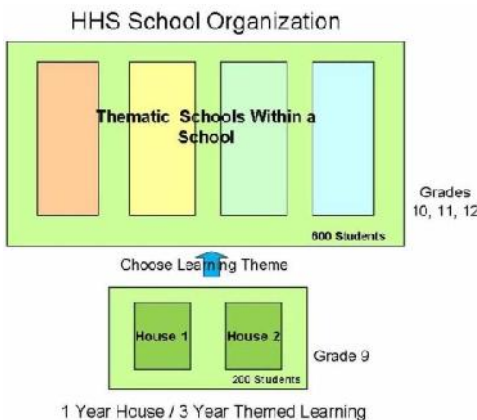 HHS School Organization
Thematic Schools Within a
School
Grades
10, 11, 12
600 Students
Choose Learning Theme
House 1
House 2
Grade 9
200 Students
1 Year House / 3 Year Themed Learning